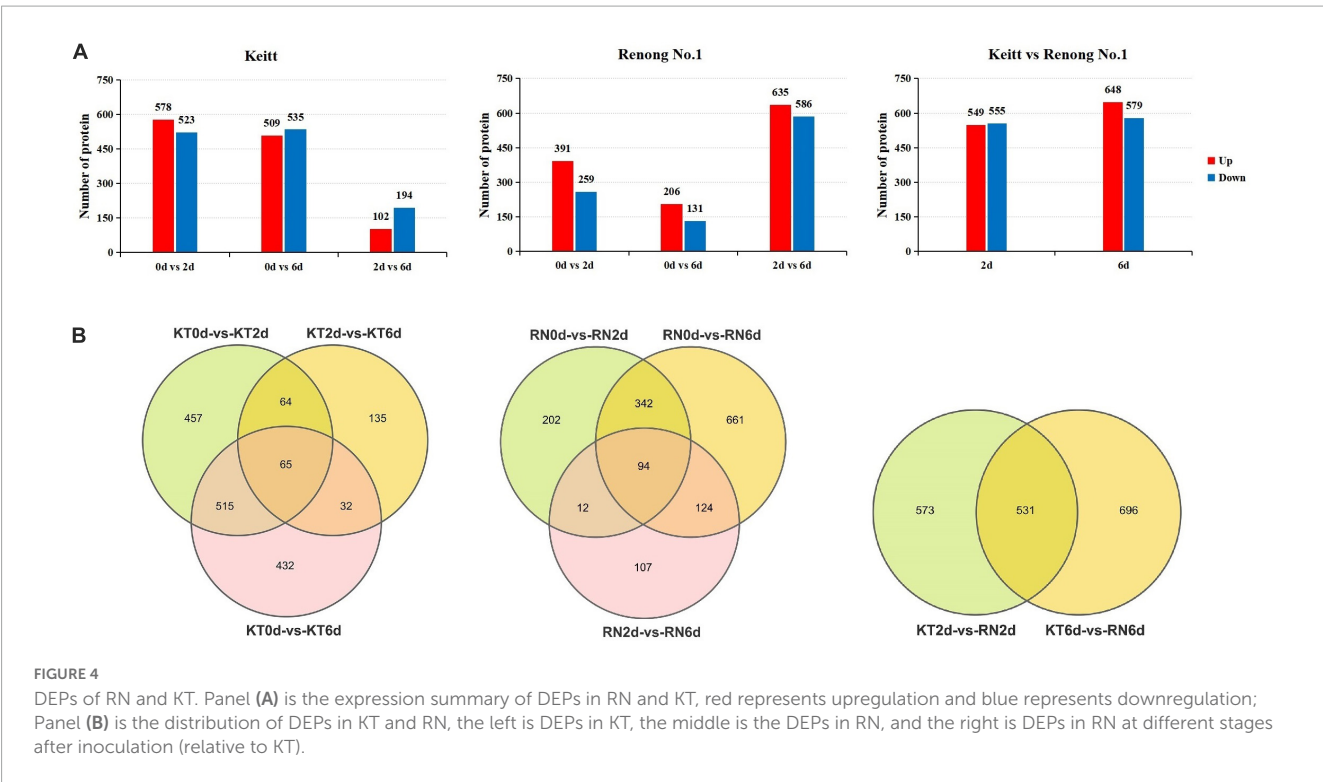 A
Keitt
Number of protein
750
600
450
300
150
0
578
523
509
535
102
194
0d vs 2d
0d vs 6d
2d vs 6d
Renong No.1
Number of protein
750
600
450
300
150
0
391
259
206
131
635
586
0d vs 2d
0d vs 6d
2d vs 6d
Keitt vs Renong No.1
Number of protein
750
600
450
300
150
0
549
555
648
579
2d
6d
Up
Down
B
KT0d-vs-KT2d
KT2d-vs-KT6d
457
64
135
65
515
32
432
KT0d-vs-KT6d
RN0d-vs-RN2d
RN0d-vs-RN6d
202
342
661
94
12
124
107
RN2d-vs-RN6d
573
531
696
KT2d-vs-RN2d
KT6d-vs-RN6d
FIGURE 4
DEPs of RN and KT. Panel (A) is the expression summary of DEPs in RN and KT, red represents upregulation and blue represents downregulation;
Panel (B) is the distribution of DEPs in KT and RN, the left is DEPs in KT, the middle is the DEPs in RN, and the right is DEPs in RN at different stages
after inoculation (relative to KT).